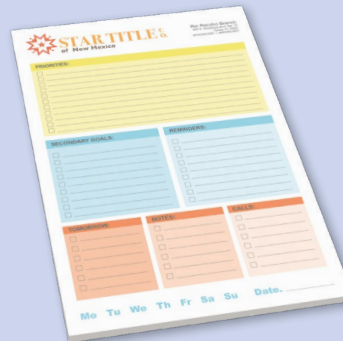 STAR TITLE C O.
of New Mexico
PRIORITIES:
SECONDARY GOALS:
REMINDERS:
TOMORROW:
NOTES:
CALLS:
Mo Tu We Th Fr Sa Su Date.